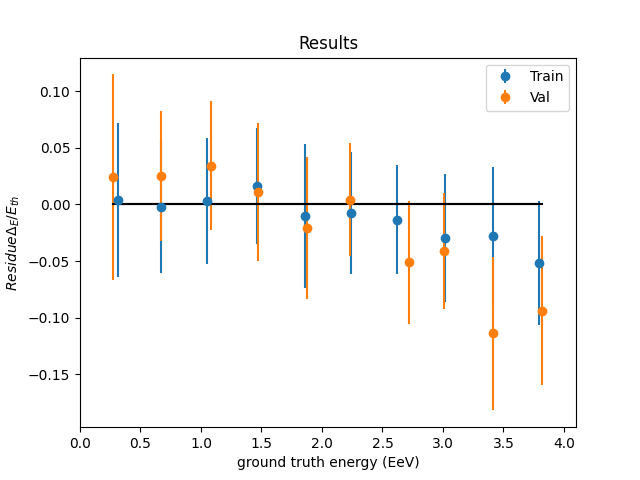 Results
Train
Val
0.10
0.05
0.00
−0.05
−0.10
−0.15
ResidueΔ_E/E_th
0.0 0.5 1.0 1.5 2.0 2.5 3.0 3.5 4.0
ground truth energy (EeV)